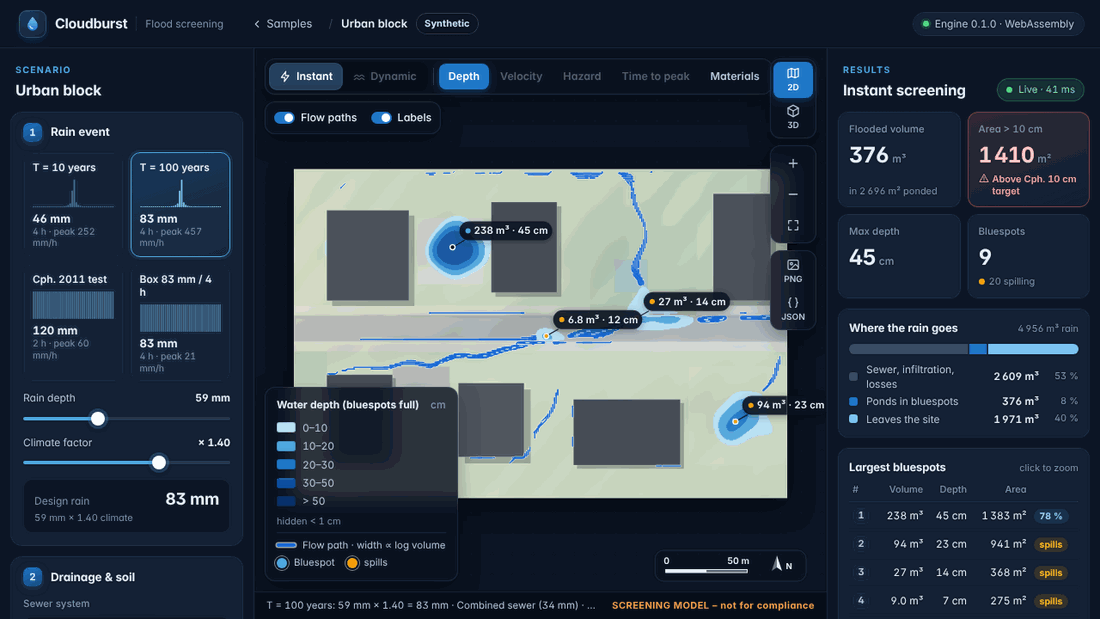 Cloudburst
Flood screening
Samples / Urban block
Synthetic
Engine 0.1.0 · WebAssembly
SCENARIO
Urban block
1 Rain event
T = 10 years
46 mm
4 h · peak 252
mm/h
T = 100 years
83 mm
4 h · peak 457
mm/h
Cph. 2011 test
120 mm
2 h · peak 60
mm/h
Box 83 mm / 4
h
83 mm
4 h · peak 21
mm/h
Rain depth 59 mm
Climate factor × 1.40
Design rain 83 mm
59 mm × 1.40 climate
2 Drainage & soil
Sewer system
Instant Dynamic Depth Velocity Hazard Time to peak Materials
Flow paths Labels
2D
3D
PNG
JSON
238 m³ · 45 cm
27 m³ · 14 cm
6.8 m³ · 12 cm
94 m³ · 23 cm
Water depth (bluespots full) cm
0–10
10–20
20–30
30–50
> 50
hidden < 1 cm
Flow path · width ∝ log volume
Bluespot spills
0 50 m
N
T = 100 years: 59 mm × 1.40 = 83 mm · Combined sewer (34 mm) · ...
SCREENING MODEL – not for compliance
RESULTS
Instant screening
Live · 41 ms
Flooded volume
376 m³
in 2 696 m³ ponded
Area > 10 cm
1 410 m²
Above Cph. 10 cm
target
Max depth
45 cm
Bluespots
9
20 spilling
Where the rain goes 4 956 m³ rain
Sewer, infiltration,
losses 2 609 m³ 53 %
Ponds in bluespots 376 m³ 8 %
Leaves the site 1 971 m³ 40 %
Largest bluespots click to zoom
# Volume Depth Area
1 238 m³ 45 cm 1 383 m² 78 %
2 94 m³ 23 cm 941 m² spills
3 27 m³ 14 cm 368 m² spills
4 9.0 m³ 7 cm 275 m² spills